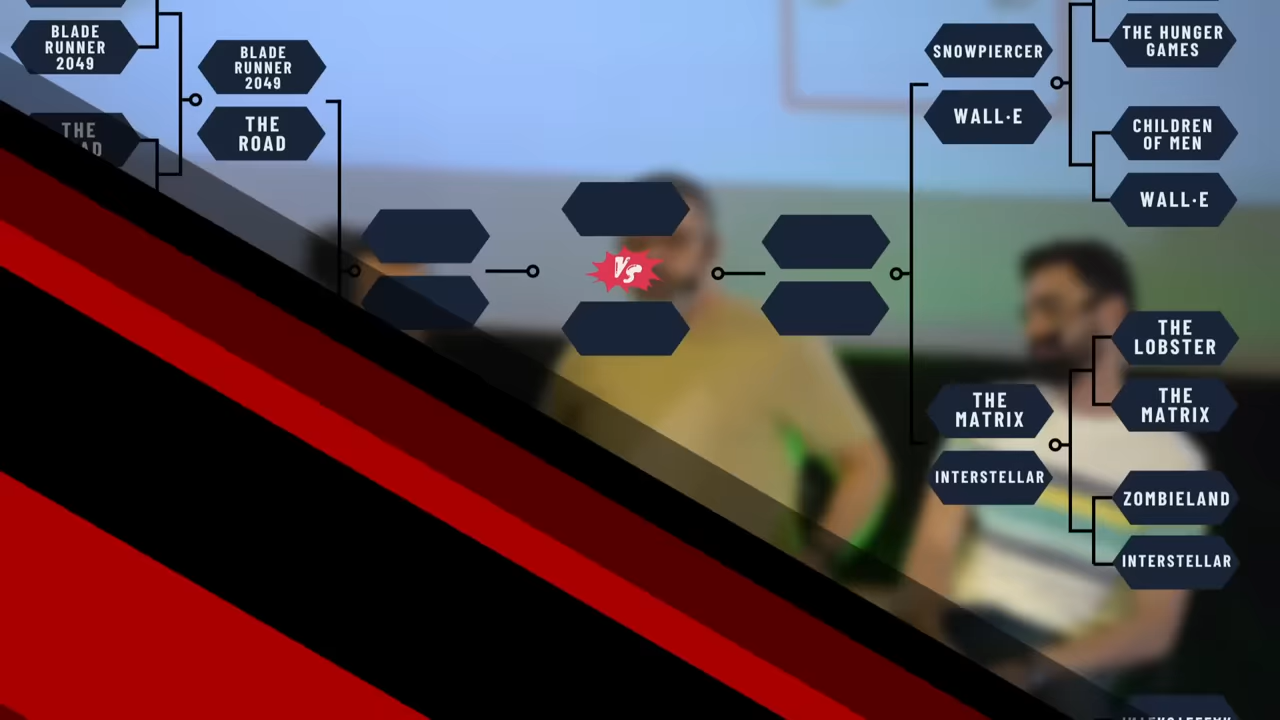 BLADE
RUNNER
2049
BLADE
RUNNER
2049
THE
ROAD
THE
VS
SNOWPIERCER
WALL·E
THE HUNGER
GAMES
CHILDREN
OF MEN
WALL·E
THE
LOBSTER
THE
MATRIX
THE
MATRIX
INTERSTELLAR
ZOMBIELAND
INTERSTELLAR